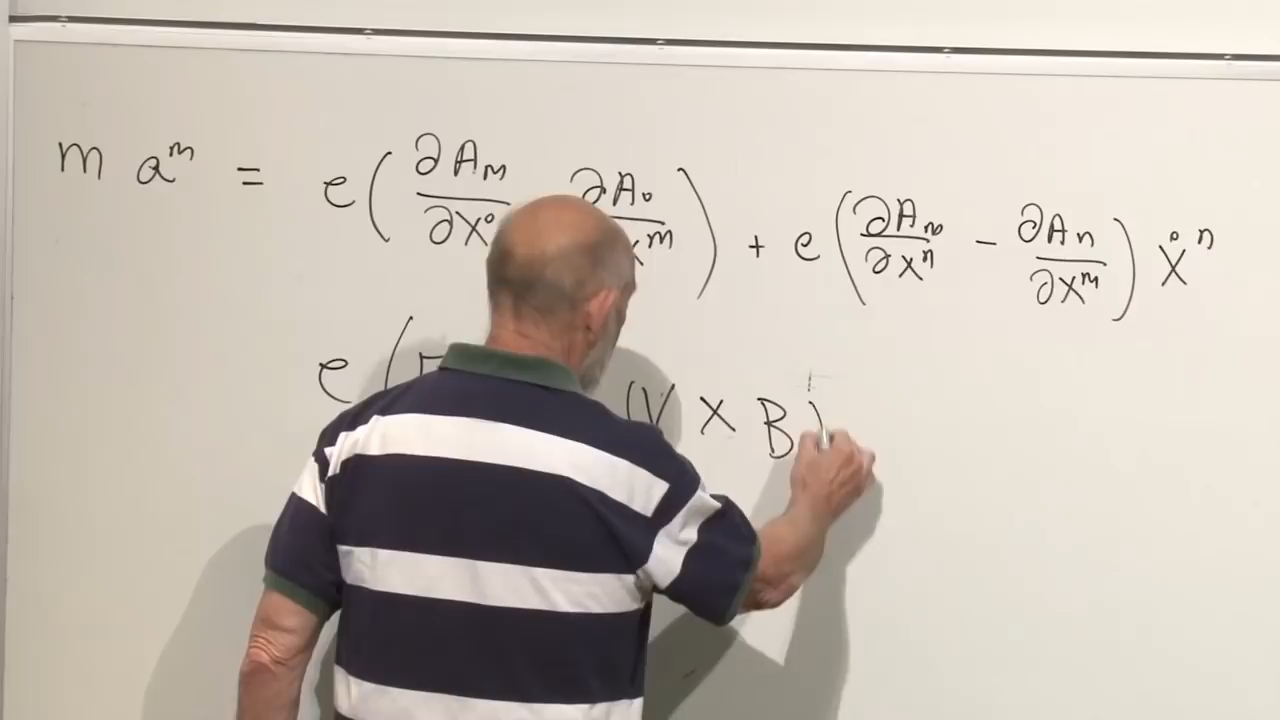 m a^m = e(∂A_m/∂X^0 ∂A_0/ x^m) + e(∂A_m/∂X^n − ∂A_n/∂X^m) Ẋ^n
e ( (V X B)